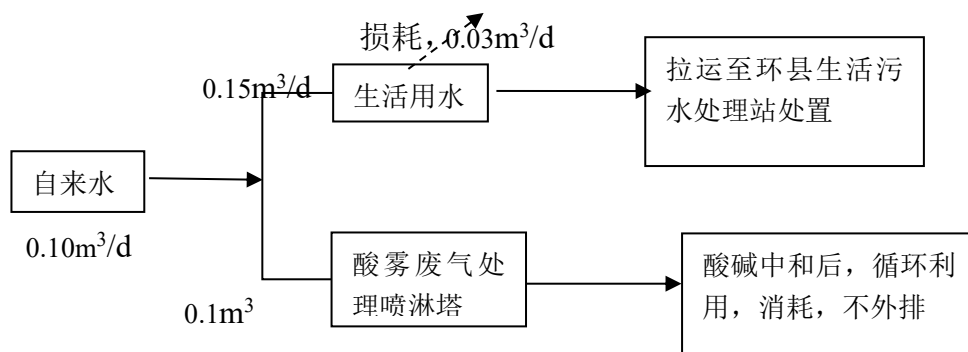 损耗，0.03m³/d
0.15m³/d
生活用水
拉运至环县生活污
水处理站处置
自来水
0.10m³/d
酸雾废气处
理喷淋塔
0.1m³
酸碱中和后，循环利
用，消耗，不外排